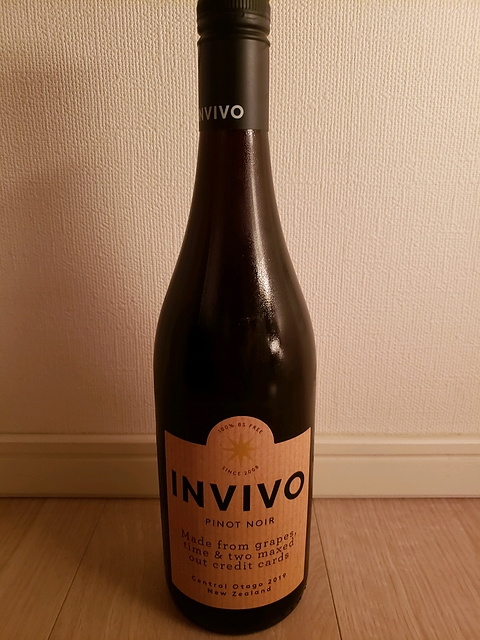 INVIVO
100% BS FREE
SINCE 2008
INVIVO
PINOT NOIR
Made from grapes,
time & two maxed
out credit cards
Central Otago 2019
New Zealand